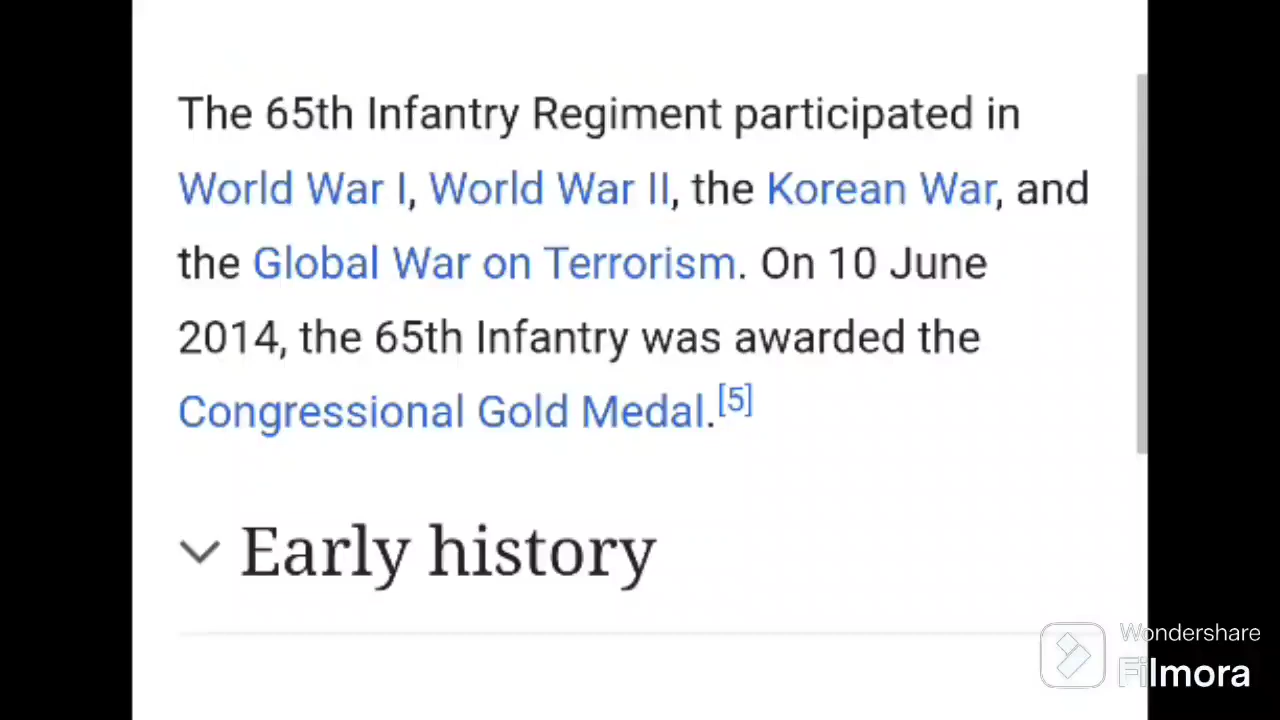 The 65th Infantry Regiment participated in
World War I, World War II, the Korean War, and
the Global War on Terrorism. On 10 June
2014, the 65th Infantry was awarded the
Congressional Gold Medal.[5]
Early history
Wondershare
Filmora